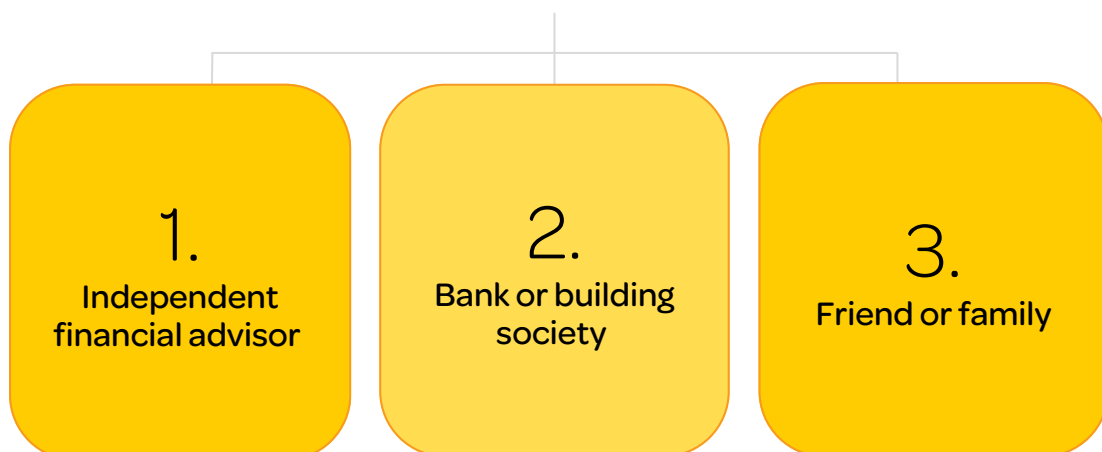 1.
Independent
financial advisor
2.
Bank or building
society
3.
Friend or family